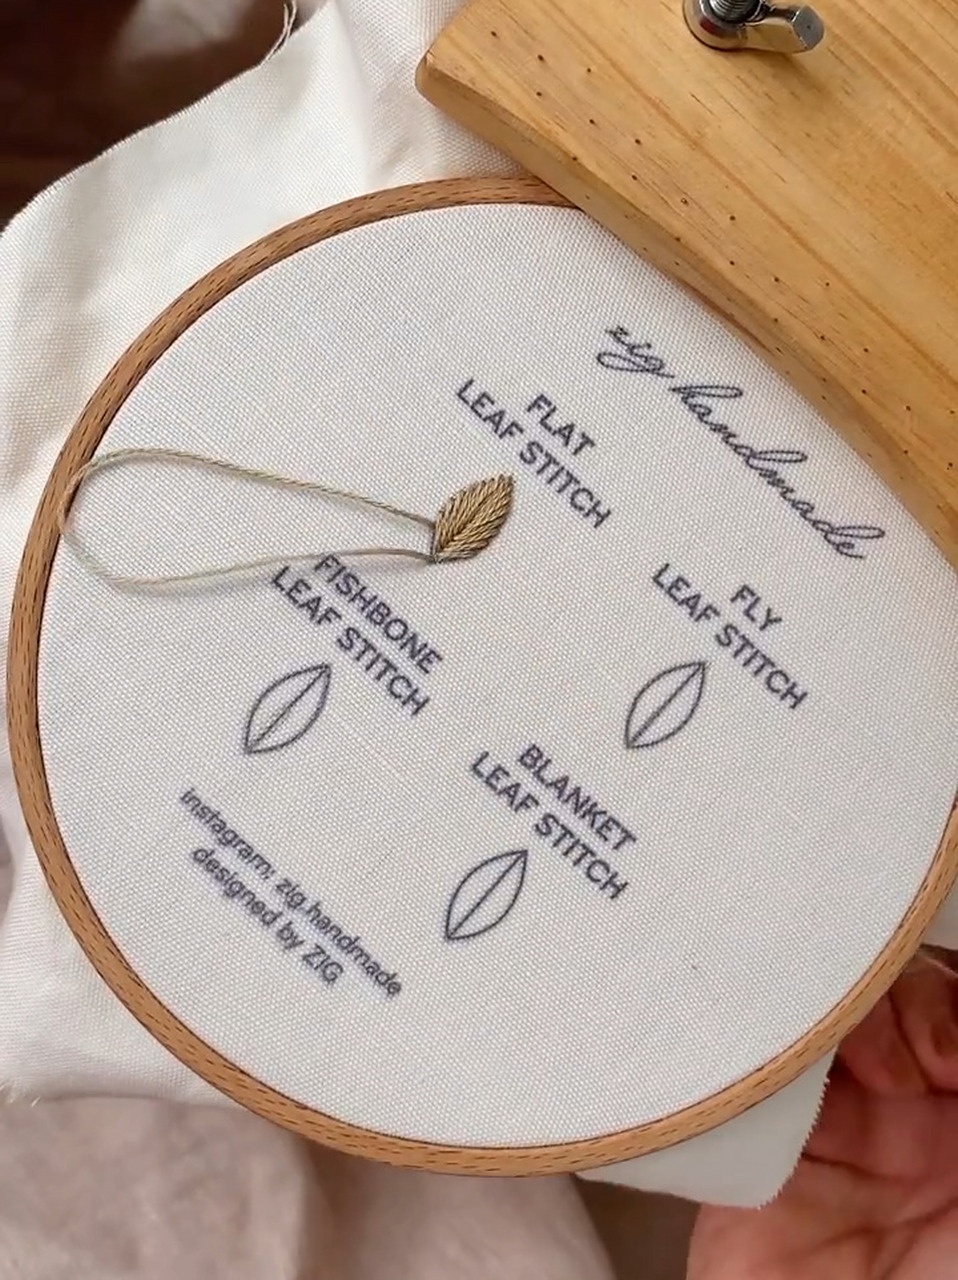 zig handmade
FLAT
LEAF STITCH
FLY
LEAF STITCH
FISHBONE
LEAF STITCH
BLANKET
LEAF STITCH
instagram: zig.handmade
designed by ZIG